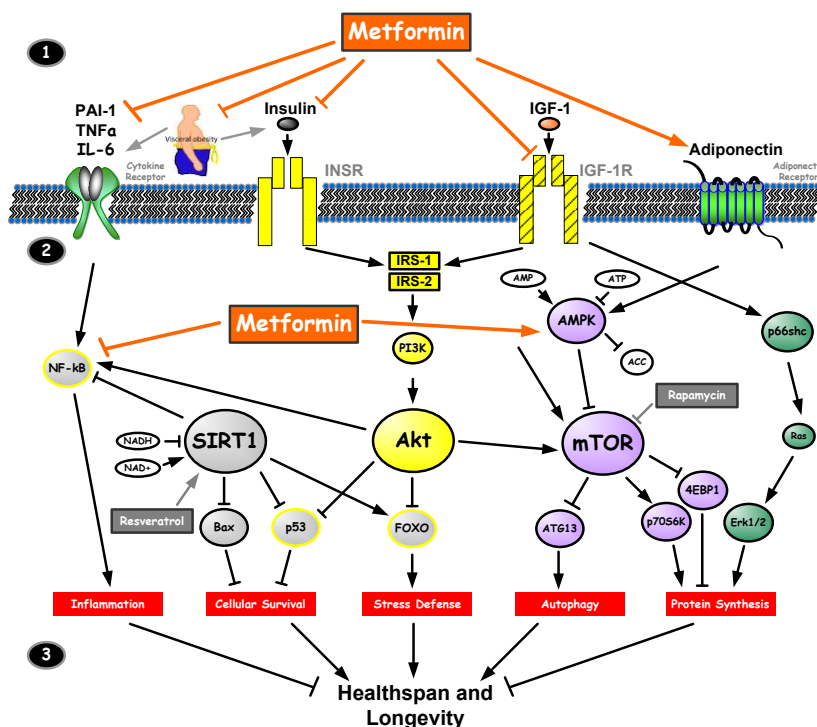 Metformin
1
PAI-1
TNFa
IL-6
Visceral obesity
Insulin
IGF-1
Adiponectin
Cytokine
Receptor
INSR
IGF-1R
Adiponectin
Receptor
2
IRS-1
IRS-2
AMP
ATP
Metformin
AMPK
p66shc
PI3K
ACC
NF-kB
Rapamycin
NADH
NAD+
SIRT1
Akt
mTOR
Ras
4EBP1
Resveratrol
Bax
p53
FOXO
ATG13
p70S6K
Erk1/2
Inflammation
Cellular Survival
Stress Defense
Autophagy
Protein Synthesis
3
Healthspan and
Longevity